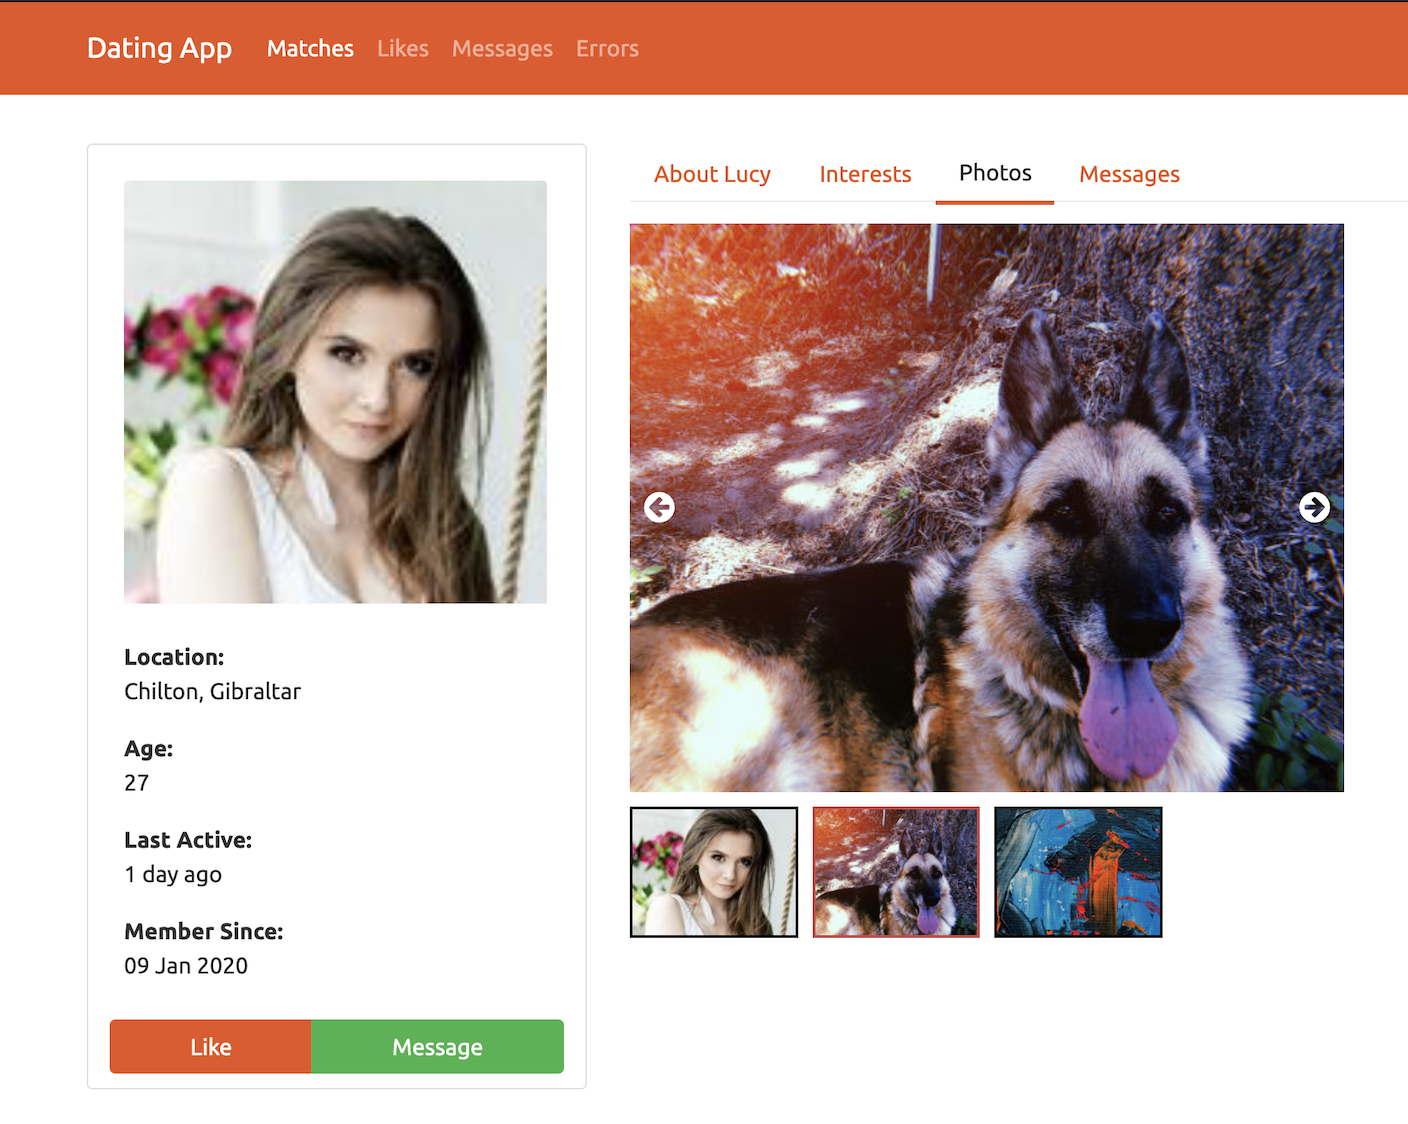 Dating App Matches Likes Messages Errors
About Lucy Interests Photos Messages
Location:
Chilton, Gibraltar
Age:
27
Last Active:
1 day ago
Member Since:
09 Jan 2020
Like Message